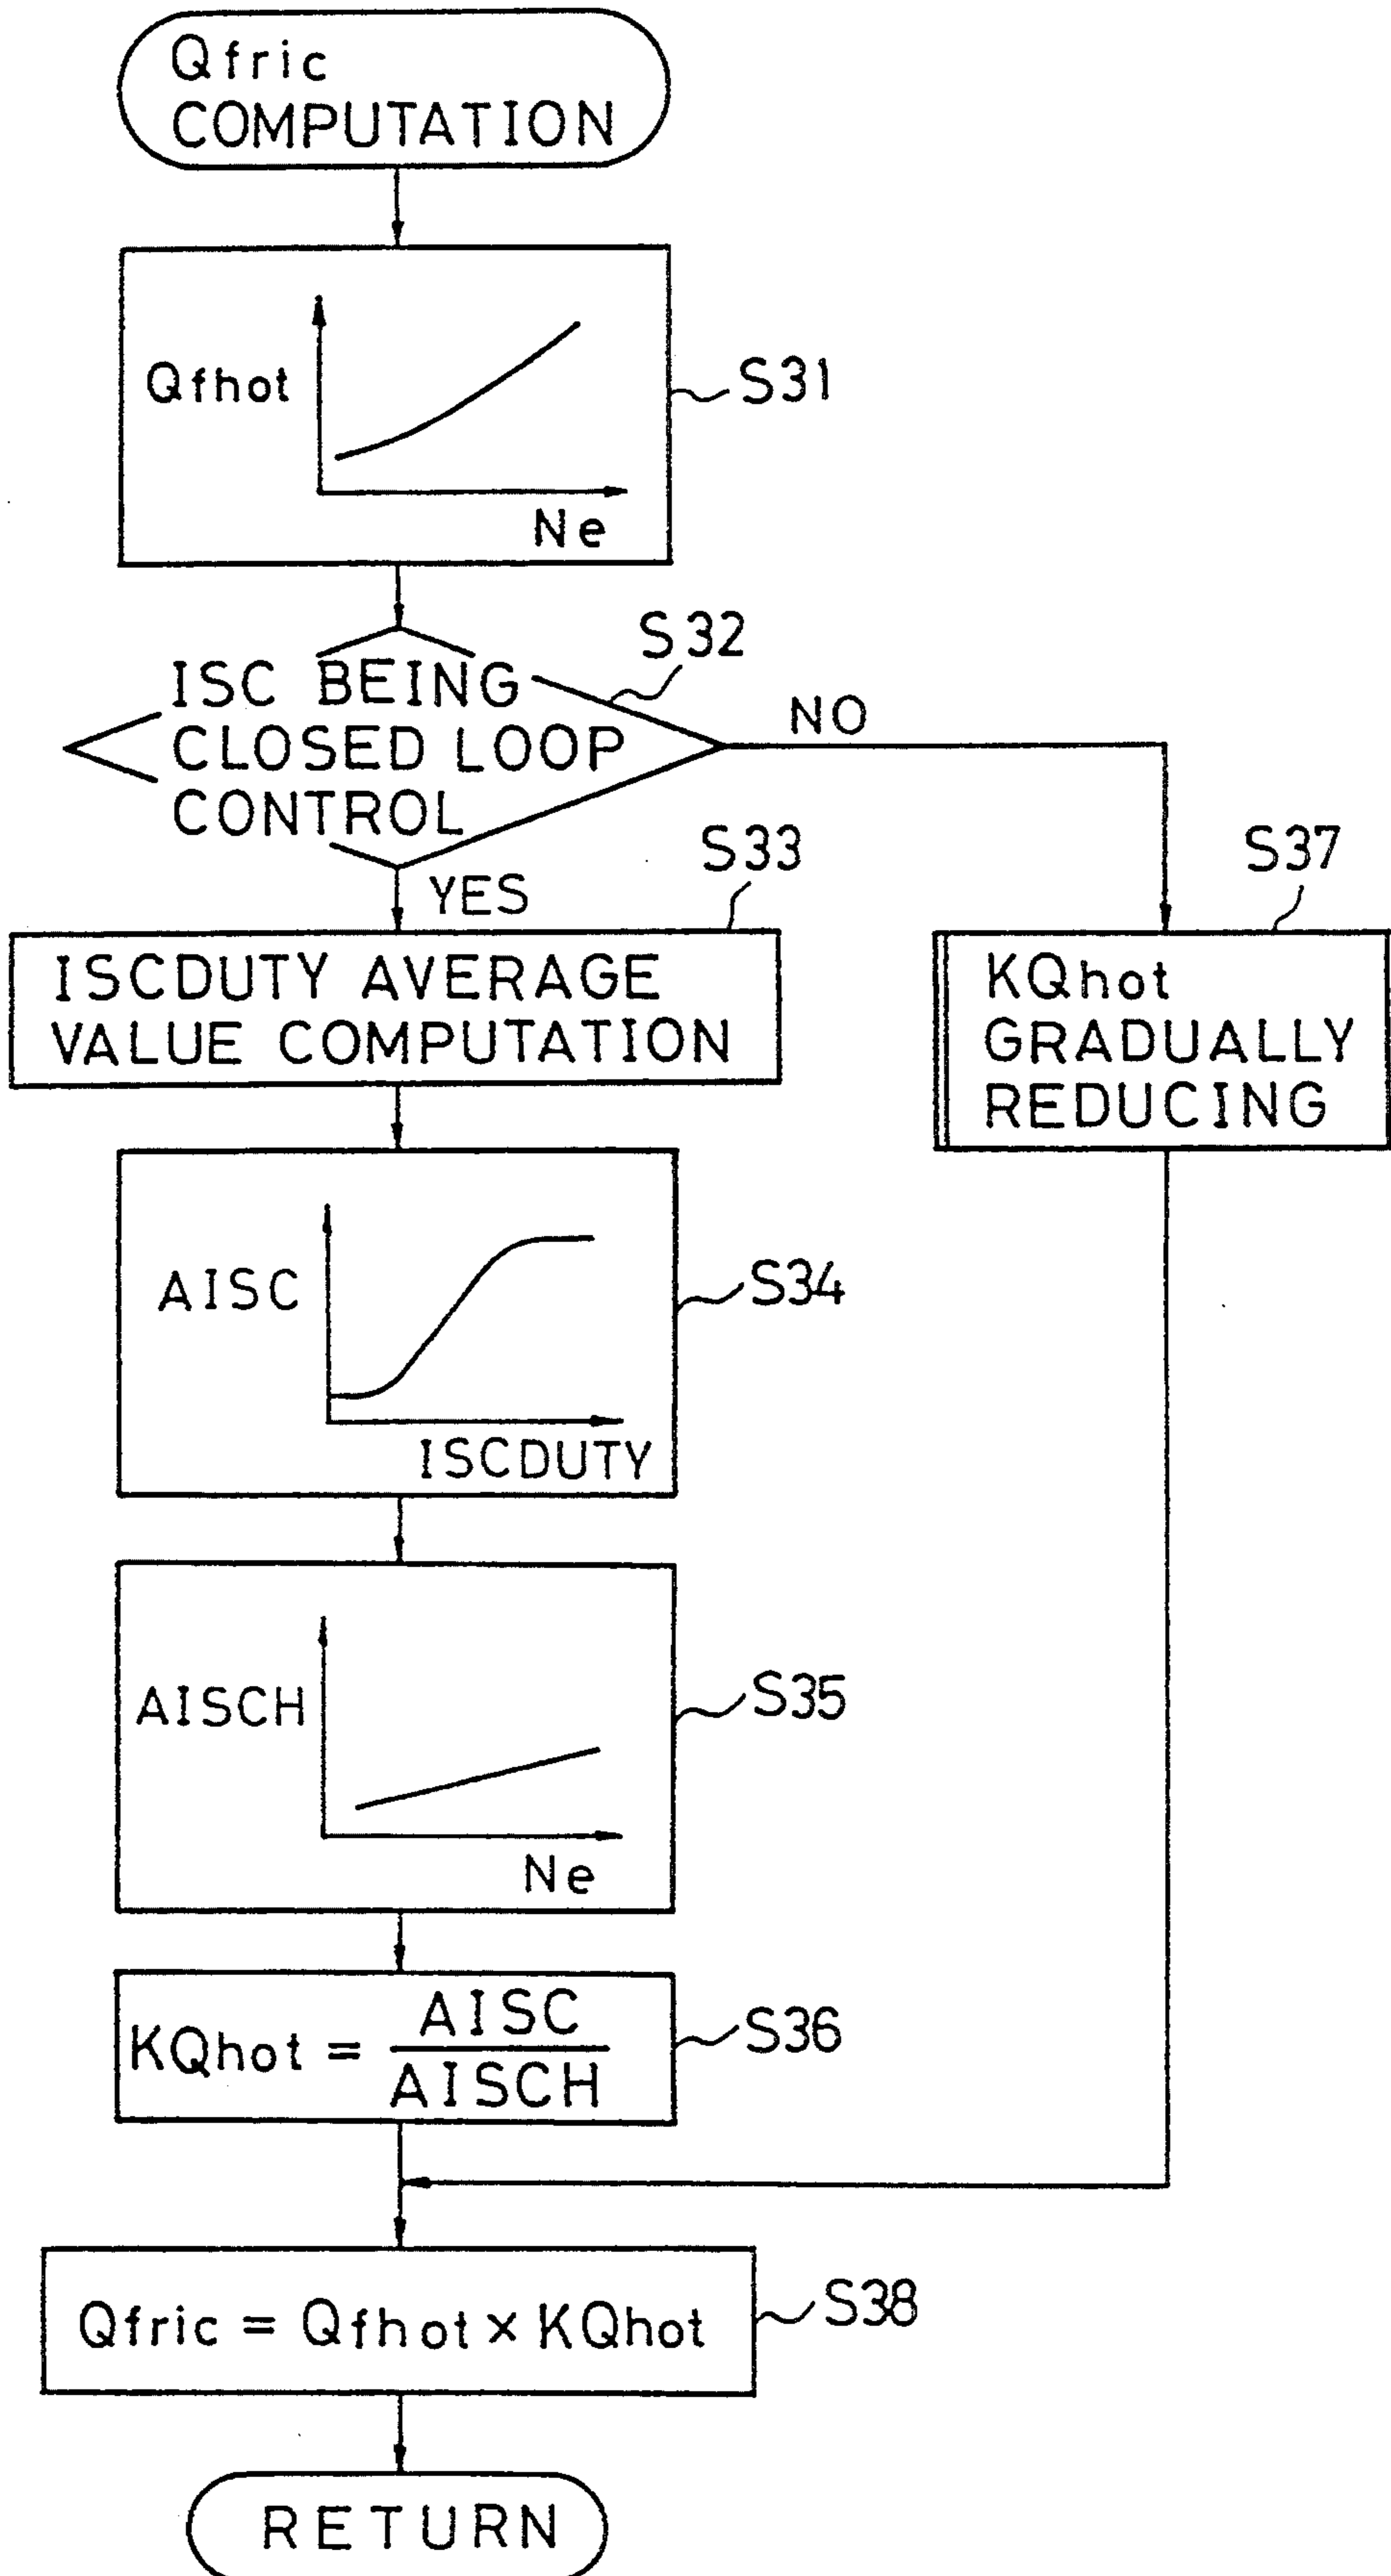 Qfric
COMPUTATION
Qfhot
Ne
S31
S32
ISC BEING
CLOSED LOOP
CONTROL
NO
YES
S33
ISCDUTY AVERAGE
VALUE COMPUTATION
S37
KQhot
GRADUALLY
REDUCING
AISC
ISCDUTY
S34
AISCH
Ne
S35
KQhot = AISC
AISCH
S36
Qfric = Qfhot × KQhot
S38
RETURN